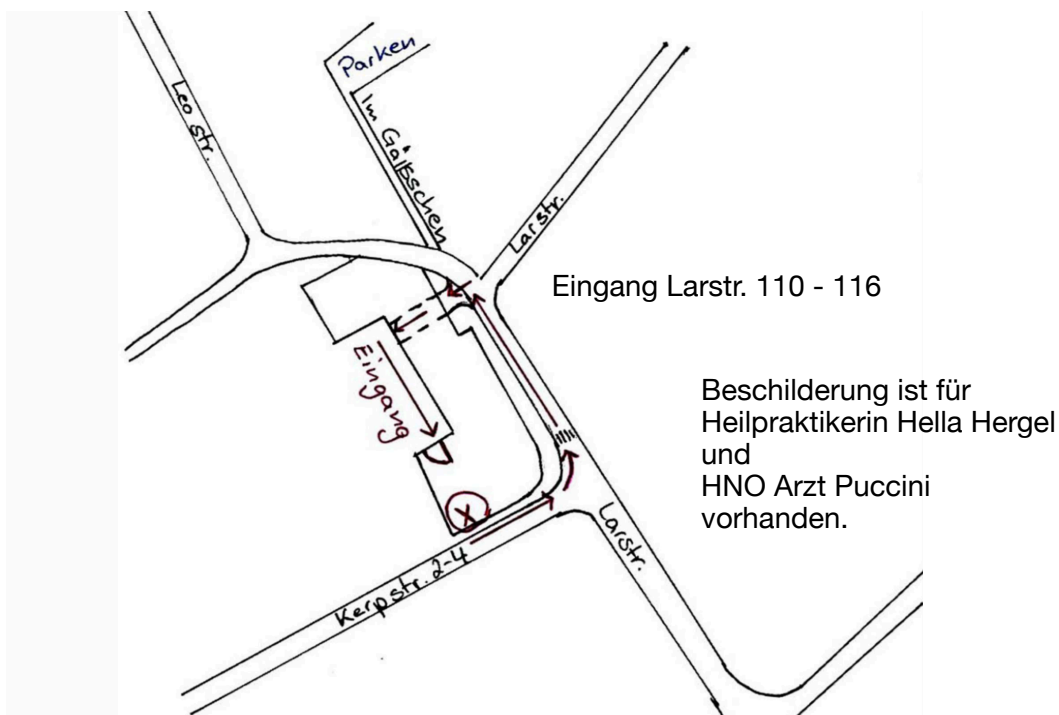 Parken
Leo str.
Im Gäßschen
Larstr.
Eingang Larstr. 110 - 116
Eingang
Beschilderung ist für
Heilpraktikerin Hella Hergel
und
HNO Arzt Puccini
vorhanden.
X
Larstr.
Kerpstr. 2-4